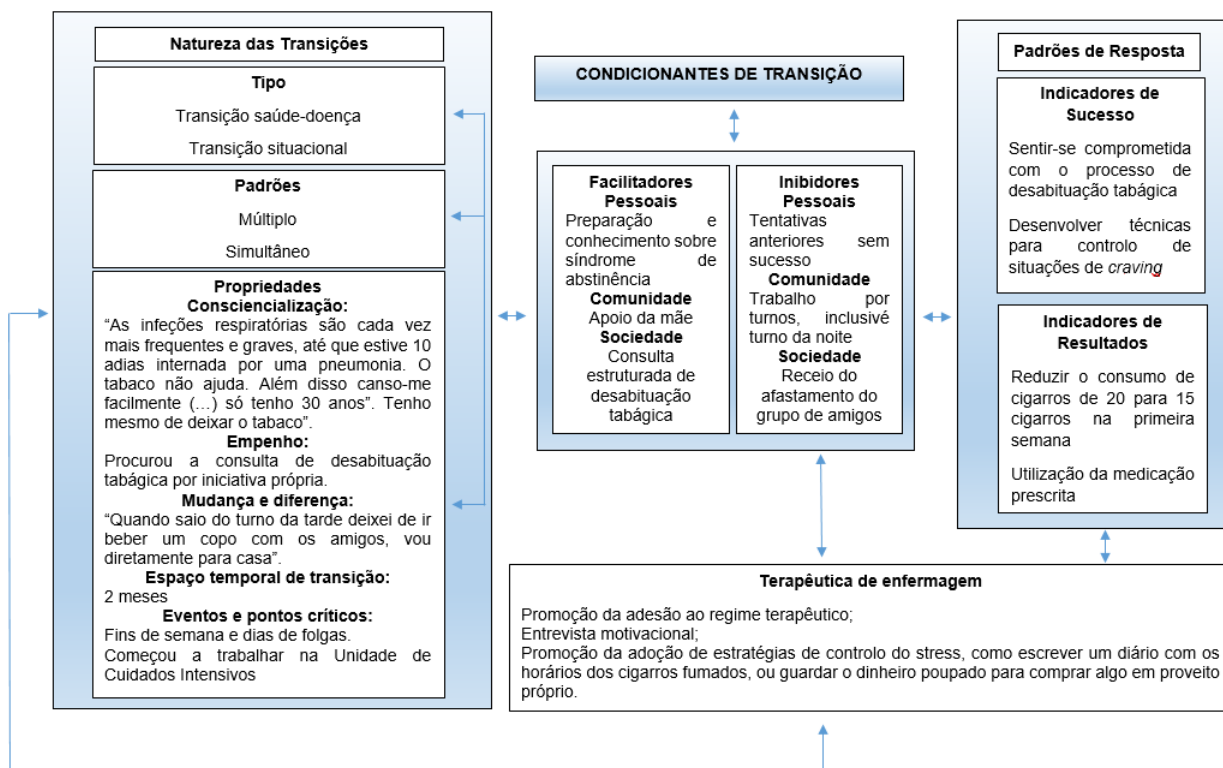 Natureza das Transições
Tipo
Transição saúde-doença
Transição situacional
Padrões
Múltiplo
Simultâneo
Propriedades
Consciencialização:
“As infeções respiratórias são cada vez
mais frequentes e graves, até que estive 10
adias internada por uma pneumonia. O
tabaco não ajuda. Além disso canso-me
facilmente (…) só tenho 30 anos”. Tenho
mesmo de deixar o tabaco”.
Empenho:
Procurou a consulta de desabituação
tabágica por iniciativa própria.
Mudança e diferença:
“Quando saio do turno da tarde deixei de ir
beber um copo com os amigos, vou
diretamente para casa”.
Espaço temporal de transição:
2 meses
Eventos e pontos críticos:
Fins de semana e dias de folgas.
Começou a trabalhar na Unidade de
Cuidados Intensivos
CONDICIONANTES DE TRANSIÇÃO
Facilitadores
Pessoais
Preparação e
conhecimento sobre
síndrome de
abstinência
Comunidade
Apoio da mãe
Sociedade
Consulta
estruturada de
desabituação
tabágica
Inibidores
Pessoais
Tentativas
anteriores sem
sucesso
Comunidade
Trabalho por
turnos, inclusivé
turno da noite
Sociedade
Receio do
afastamento do
grupo de amigos
Padrões de Resposta
Indicadores de
Sucesso
Sentir-se comprometida
com o processo de
desabituação tabágica
Desenvolver técnicas
para controlo de
situações de craving
Indicadores de
Resultados
Reduzir o consumo de
cigarros de 20 para 15
cigarros na primeira
semana
Utilização da medicação
prescrita
Terapêutica de enfermagem
Promoção da adesão ao regime terapêutico;
Entrevista motivacional;
Promoção da adoção de estratégias de controlo do stress, como escrever um diário com os
horários dos cigarros fumados, ou guardar o dinheiro poupado para comprar algo em proveito
próprio.